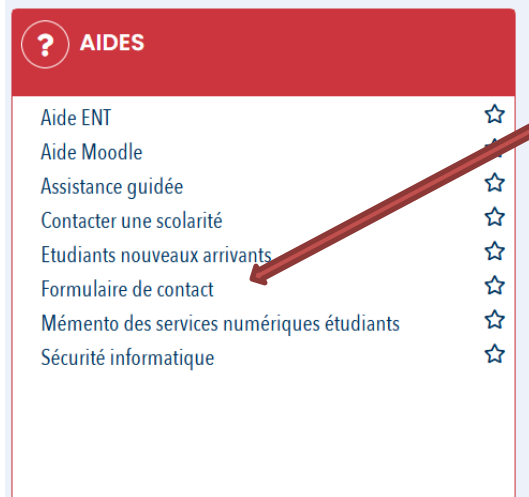 ?
AIDES
Aide ENT
Aide Moodle
Assistance guidée
Contacter une scolarité
Etudiants nouveaux arrivants
Formulaire de contact
Mémento des services numériques étudiants
Sécurité informatique